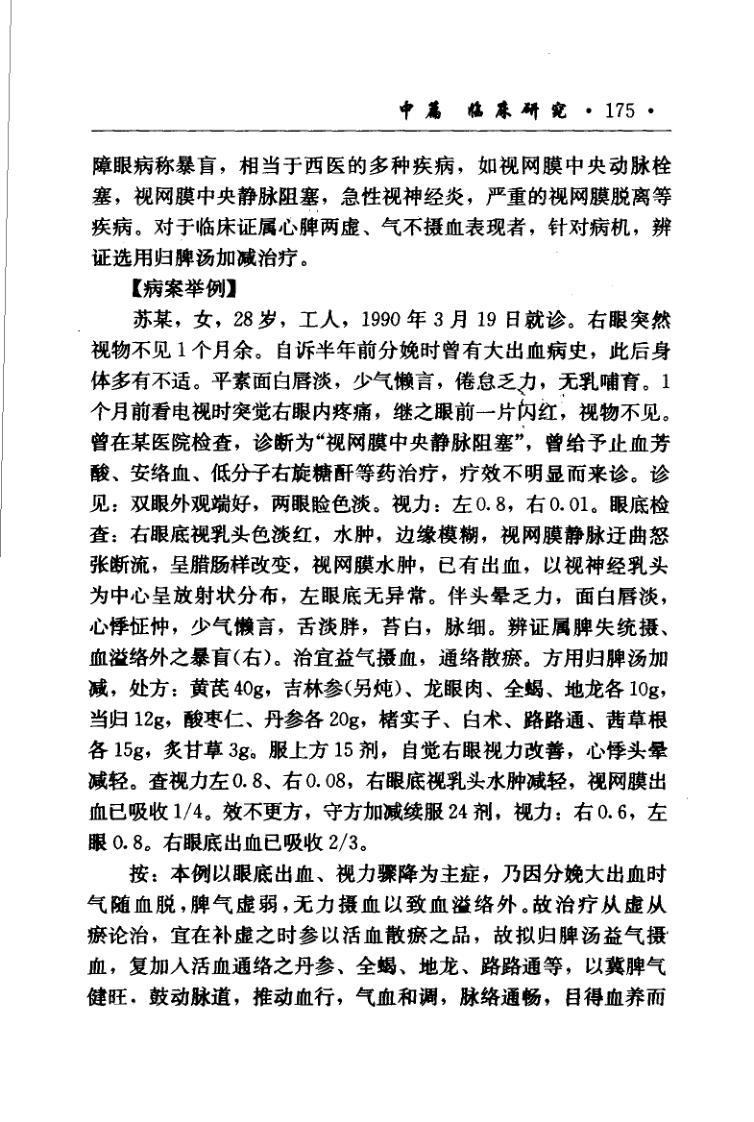 中篇 临床研究 · 175 ·
障眼病称暴盲，相当于西医的多种疾病，如视网膜中央动脉栓
塞，视网膜中央静脉阻塞，急性视神经炎，严重的视网膜脱离等
疾病。对于临床证属心脾两虚、气不摄血表现者，针对病机，辨
证选用归脾汤加减治疗。
【病案举例】
苏某，女，28岁，工人，1990年3月19日就诊。右眼突然
视物不见1个月余。自诉半年前分娩时曾有大出血病史，此后身
体多有不适。平素面白唇淡，少气懒言，倦怠乏力，无乳哺育。1
个月前看电视时突觉右眼内疼痛，继之眼前一片闪红，视物不见。
曾在某医院检查，诊断为“视网膜中央静脉阻塞”，曾给予止血芳
酸、安络血、低分子右旋糖酐等药治疗，疗效不明显而来诊。诊
见：双眼外观端好，两眼睑色淡。视力：左0.8，右0.01。眼底检
查：右眼底视乳头色淡红，水肿，边缘模糊，视网膜静脉迂曲怒
张断流，呈腊肠样改变，视网膜水肿，已有出血，以视神经乳头
为中心呈放射状分布，左眼底无异常。伴头晕乏力，面白唇淡，
心悸怔忡，少气懒言，舌淡胖，苔白，脉细。辨证属脾失统摄、
血溢络外之暴盲(右)。治宜益气摄血，通络散瘀。方用归脾汤加
减，处方：黄芪40g，吉林参(另炖)、龙眼肉、全蝎、地龙各10g，
当归12g，酸枣仁、丹参各20g，楮实子、白术、路路通、茜草根
各15g，炙甘草3g。服上方15剂，自觉右眼视力改善，心悸头晕
减轻。查视力左0.8、右0.08，右眼底视乳头水肿减轻，视网膜出
血已吸收1/4。效不更方，守方加减续服24剂，视力：右0.6，左
眼0.8。右眼底出血已吸收2/3。
按：本例以眼底出血、视力骤降为主症，乃因分娩大出血时
气随血脱，脾气虚弱，无力摄血以致血溢络外。故治疗从虚从
瘀论治，宜在补虚之时参以活血散瘀之品，故拟归脾汤益气摄
血，复加入活血通络之丹参、全蝎、地龙、路路通等，以冀脾气
健旺．鼓动脉道，推动血行，气血和调，脉络通畅，目得血养而